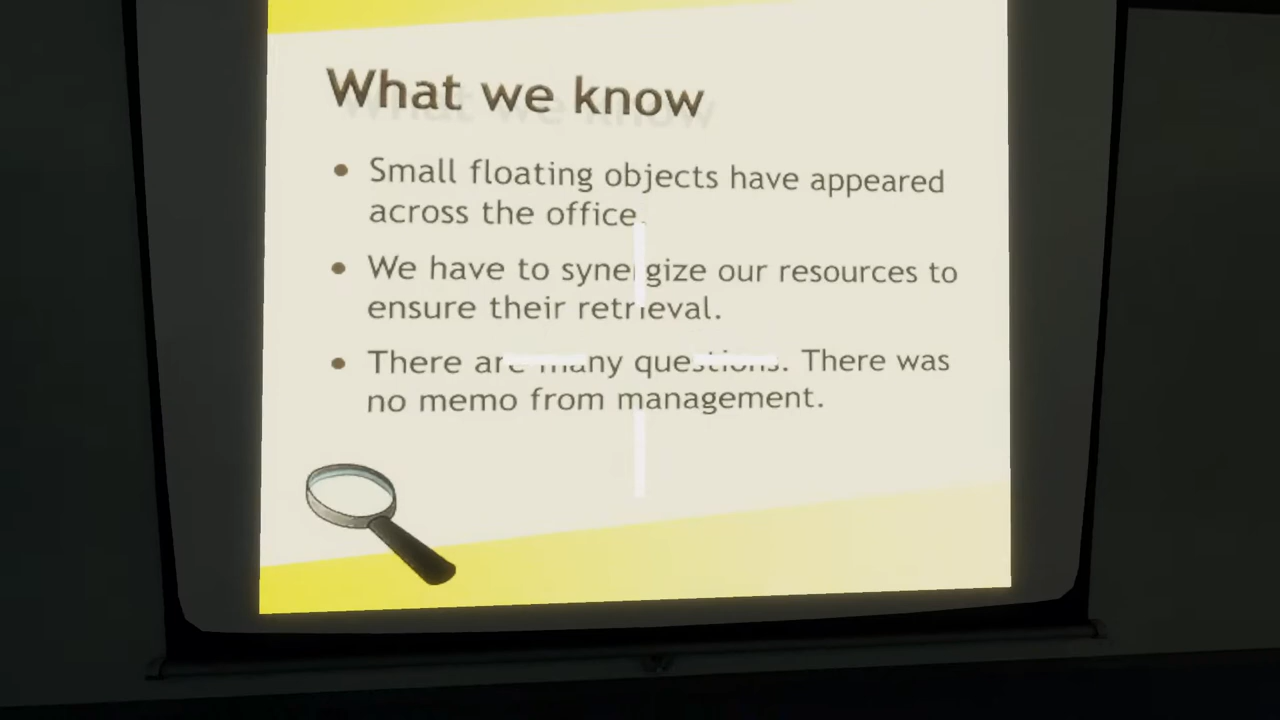 What we know
• Small floating objects have appeared
across the office.
• We have to synergize our resources to
ensure their retrieval.
• There are many questions. There was
no memo from management.